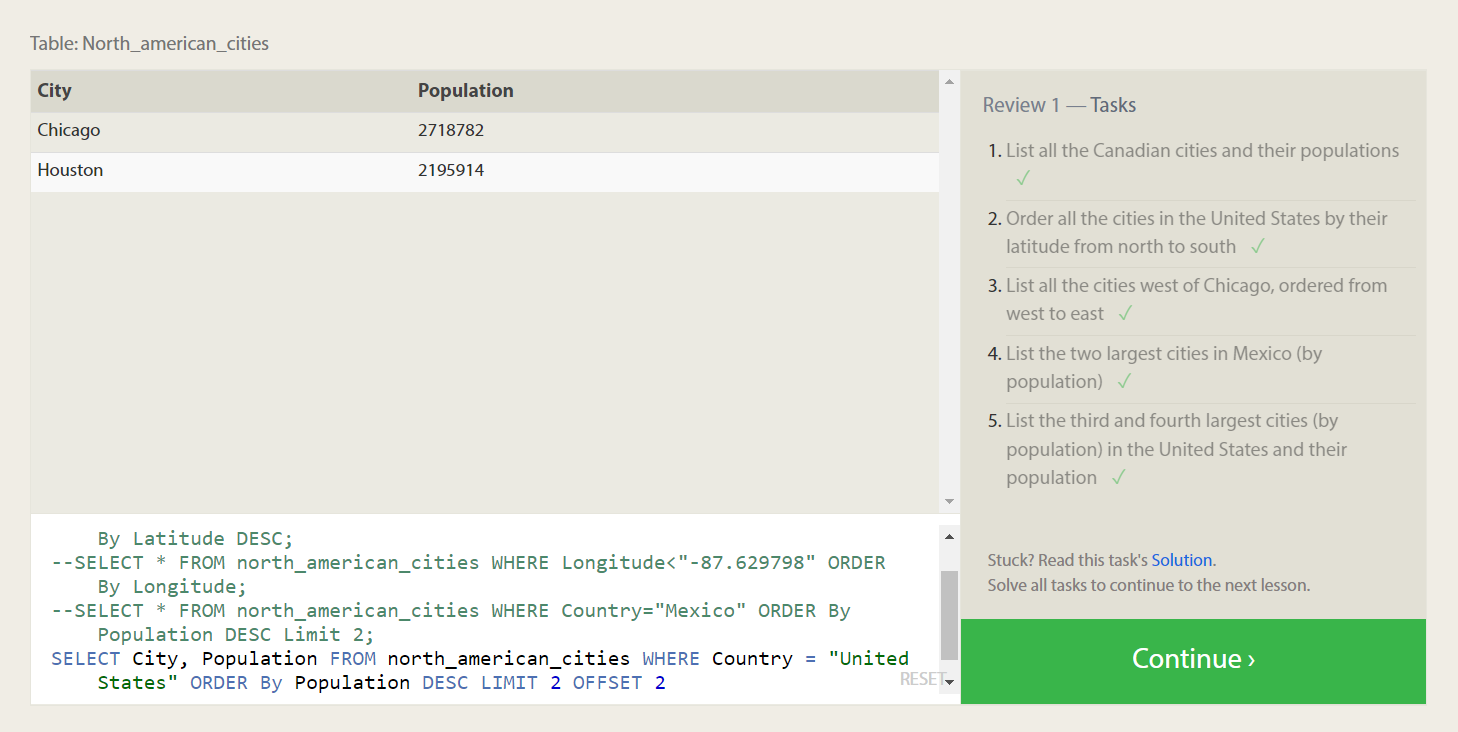 Table: North_american_cities
City Population
Chicago 2718782
Houston 2195914
Review 1 — Tasks
1. List all the Canadian cities and their populations
✓
2. Order all the cities in the United States by their
latitude from north to south ✓
3. List all the cities west of Chicago, ordered from
west to east ✓
4. List the two largest cities in Mexico (by
population) ✓
5. List the third and fourth largest cities (by
population) in the United States and their
population ✓
By Latitude DESC;
--SELECT * FROM north_american_cities WHERE Longitude<"-87.629798" ORDER
By Longitude;
--SELECT * FROM north_american_cities WHERE Country="Mexico" ORDER By
Population DESC Limit 2;
SELECT City, Population FROM north_american_cities WHERE Country = "United
States" ORDER By Population DESC LIMIT 2 OFFSET 2
RESET
Stuck? Read this task's Solution.
Solve all tasks to continue to the next lesson.
Continue ›